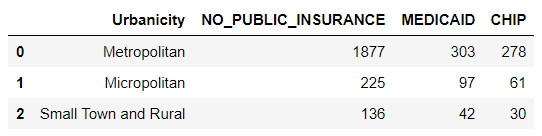 Urbanicity NO_PUBLIC_INSURANCE MEDICAID CHIP
0 Metropolitan 1877 303 278
1 Micropolitan 225 97 61
2 Small Town and Rural 136 42 30